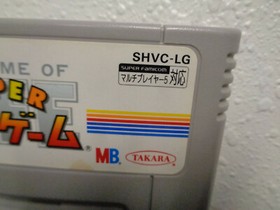 SHVC-LG
SUPER FAMICOM
マルチプレイヤー5 対応
ME OF
PER
ゲーム
MB
TAKARA